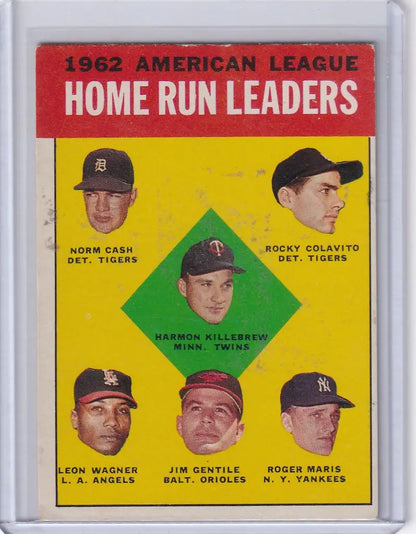 1962 AMERICAN LEAGUE
HOME RUN LEADERS
NORM CASH
DET. TIGERS
ROCKY COLAVITO
DET. TIGERS
HARMON KILLEBREW
MINN. TWINS
LEON WAGNER
L. A. ANGELS
JIM GENTILE
BALT. ORIOLES
ROGER MARIS
N. Y. YANKEES